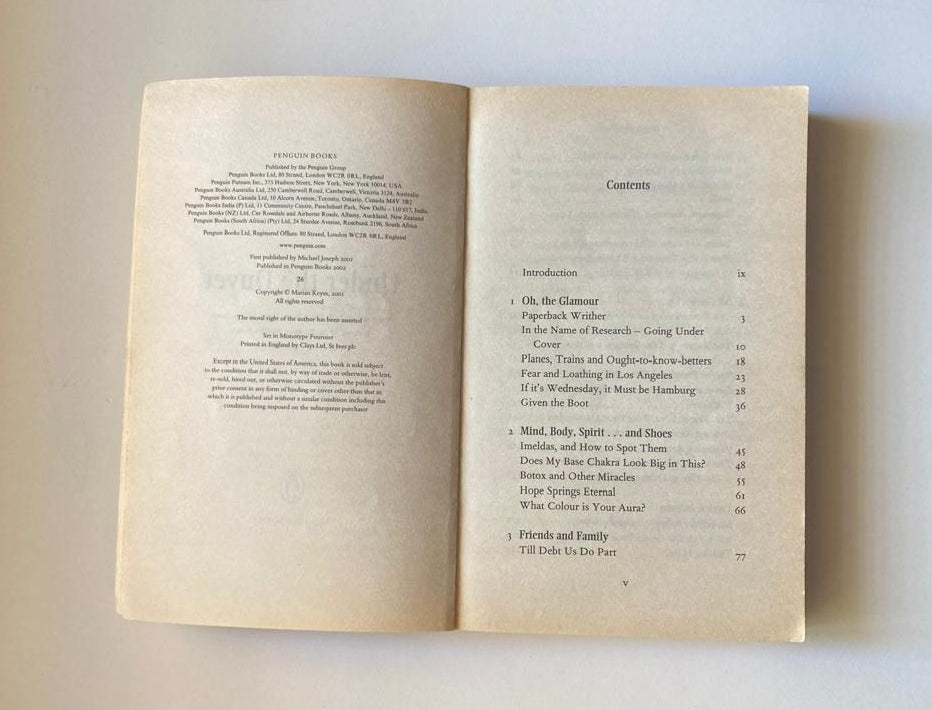 PENGUIN BOOKS
Published by the Penguin Group
Penguin Books Ltd, 80 Strand, London WC2R 0RL, England
Penguin Putnam Inc., 375 Hudson Street, New York, New York 10014, USA
Penguin Books Australia Ltd, 250 Camberwell Road, Camberwell, Victoria 3124, Australia
Penguin Books Canada Ltd, 10 Alcorn Avenue, Toronto, Ontario, Canada M4V 3B2
Penguin Books India (P) Ltd, 11 Community Centre, Panchsheel Park, New Delhi – 110 017, India
Penguin Books (NZ) Ltd, Cnr Rosedale and Airborne Roads, Albany, Auckland, New Zealand
Penguin Books (South Africa) (Pty) Ltd, 24 Sturdee Avenue, Rosebank 2196, South Africa
Penguin Books Ltd, Registered Offices: 80 Strand, London WC2R 0RL, England
www.penguin.com
First published by Michael Joseph 2001
Published in Penguin Books 2002
26
Copyright © Marian Keyes, 2001
All rights reserved
The moral right of the author has been asserted
Set in Monotype Fournier
Printed in England by Clays Ltd, St Ives plc
Except in the United States of America, this book is sold subject
to the condition that it shall not, by way of trade or otherwise, be lent,
re-sold, hired out, or otherwise circulated without the publisher's
prior consent in any form of binding or cover other than that in
which it is published and without a similar condition including this
condition being imposed on the subsequent purchaser
Contents
Introduction ix
1 Oh, the Glamour
Paperback Writher 3
In the Name of Research – Going Under
Cover 10
Planes, Trains and Ought-to-know-betters 18
Fear and Loathing in Los Angeles 23
If it's Wednesday, it Must be Hamburg 28
Given the Boot 36
2 Mind, Body, Spirit . . . and Shoes
Imeldas, and How to Spot Them 45
Does My Base Chakra Look Big in This? 48
Botox and Other Miracles 55
Hope Springs Eternal 61
What Colour is Your Aura? 66
3 Friends and Family
Till Debt Us Do Part 77
v